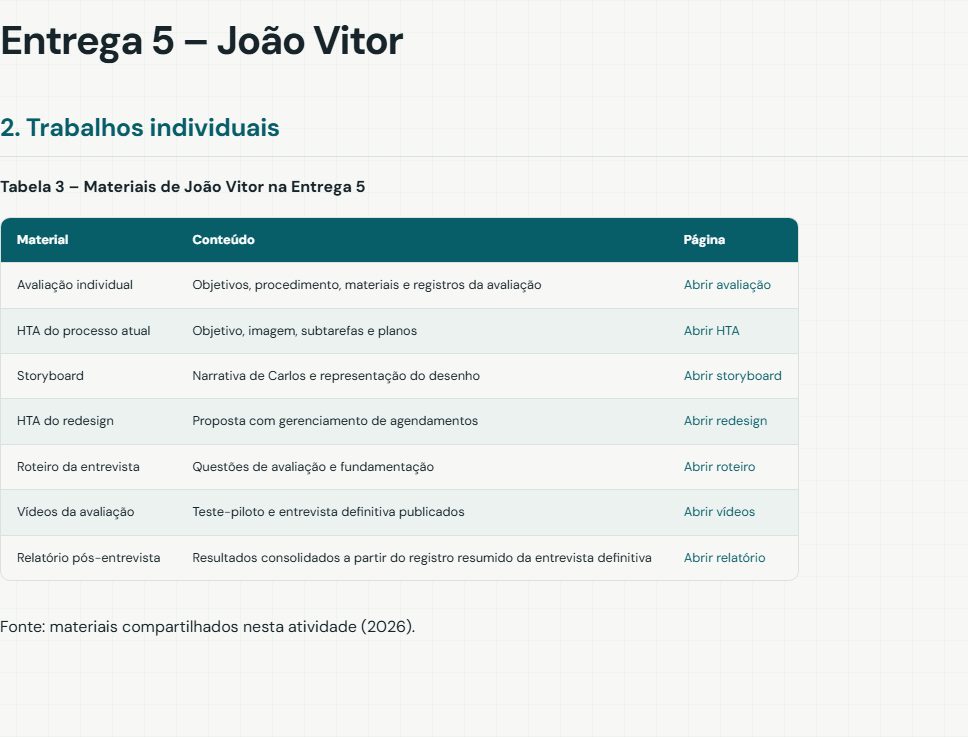 Entrega 5 – João Vitor
2. Trabalhos individuais
Tabela 3 – Materiais de João Vitor na Entrega 5
Material Conteúdo Página
Avaliação individual Objetivos, procedimento, materiais e registros da avaliação Abrir avaliação
HTA do processo atual Objetivo, imagem, subtarefas e planos Abrir HTA
Storyboard Narrativa de Carlos e representação do desenho Abrir storyboard
HTA do redesign Proposta com gerenciamento de agendamentos Abrir redesign
Roteiro da entrevista Questões de avaliação e fundamentação Abrir roteiro
Vídeos da avaliação Teste-piloto e entrevista definitiva publicados Abrir vídeos
Relatório pós-entrevista Resultados consolidados a partir do registro resumido da entrevista definitiva Abrir relatório
Fonte: materiais compartilhados nesta atividade (2026).